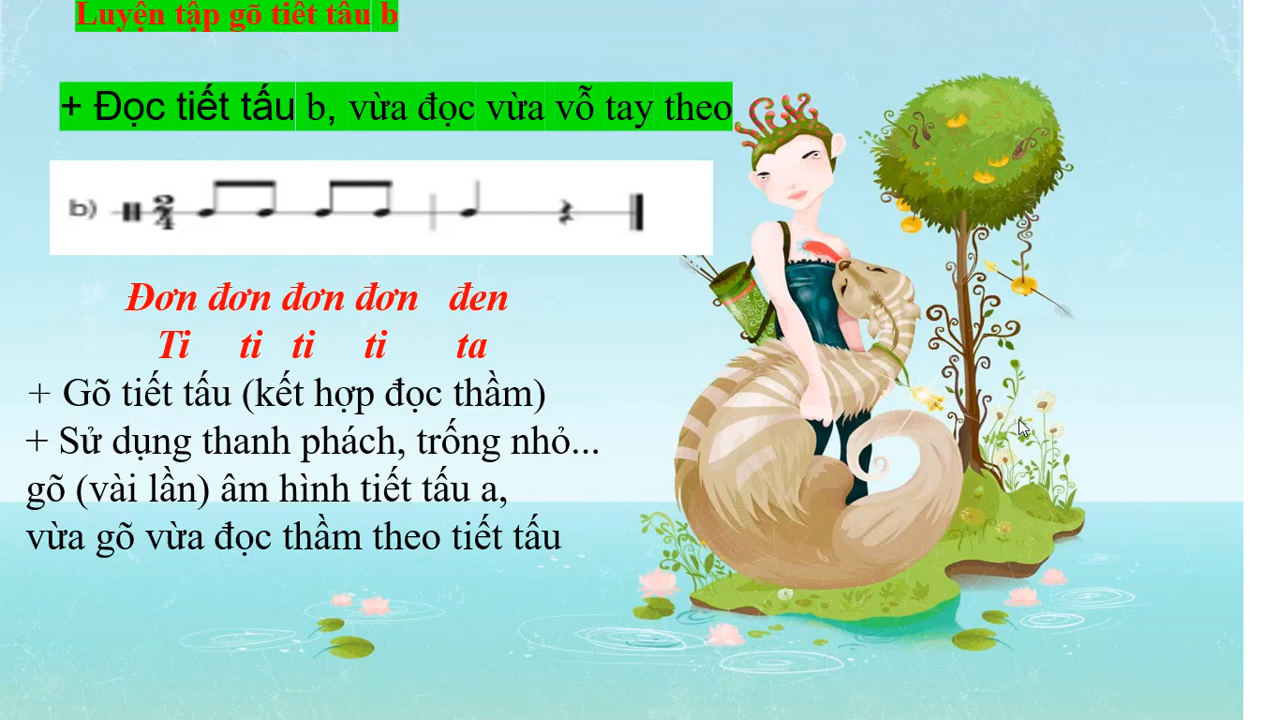 Luyện tập gõ tiết tấu b
+ Đọc tiết tấu b, vừa đọc vừa vỗ tay theo
b) 2/4
Đơn đơn đơn đơn đen
Ti ti ti ti ta
+ Gõ tiết tấu (kết hợp đọc thầm)
+ Sử dụng thanh phách, trống nhỏ...
gõ (vài lần) âm hình tiết tấu a,
vừa gõ vừa đọc thầm theo tiết tấu